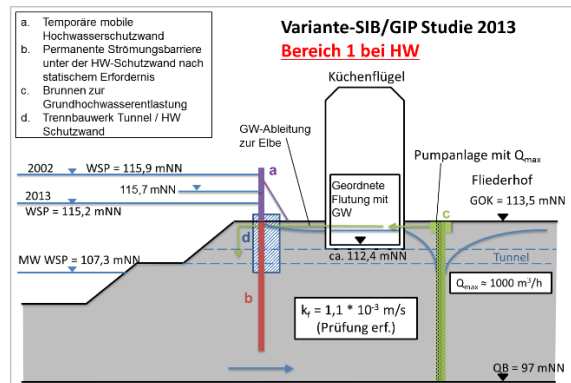 a. Temporäre mobile
Hochwasserschutzwand
b. Permanente Strömungsbarriere
unter der HW-Schutzwand nach
statischem Erfordernis
c. Brunnen zur
Grundhochwasserentlastung
d. Trennbauwerk Tunnel / HW
Schutzwand
Variante-SIB/GIP Studie 2013
Bereich 1 bei HW
Küchenflügel
GW-Ableitung
zur Elbe
Pumpanlage mit Qmax
2002 WSP = 115,9 mNN
a
115,7 mNN
2013
WSP = 115,2 mNN
Geordnete
Flutung mit
GW
Fliederhof
GOK = 113,5 mNN
c
d
ca. 112,4 mNN
Tunnel
MW WSP = 107,3 mNN
Qmax ≈ 1000 m³/h
b
kf = 1,1 * 10⁻³ m/s
(Prüfung erf.)
QB = 97 mNN